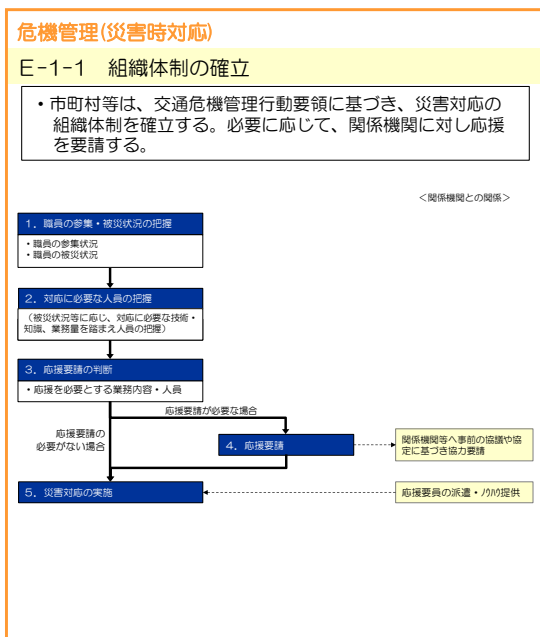 危機管理(災害時対応)
E-1-1 組織体制の確立
・市町村等は、交通危機管理行動要領に基づき、災害対応の
組織体制を確立する。必要に応じて、関係機関に対し応援
を要請する。
＜関係機関との関係＞
１．職員の参集・被災状況の把握
・職員の参集状況
・職員の被災状況
２．対応に必要な人員の把握
（被災状況等に応じ、対応に必要な技術・
知識、業務量を踏まえ人員の把握）
３．応援要請の判断
・応援を必要とする業務内容・人員
応援要請が必要な場合
応援要請の
必要がない場合
４．応援要請
関係機関等へ事前の協議や協
定に基づき協力要請
５．災害対応の実施
応援要員の派遣・ﾉｳﾊｳ提供